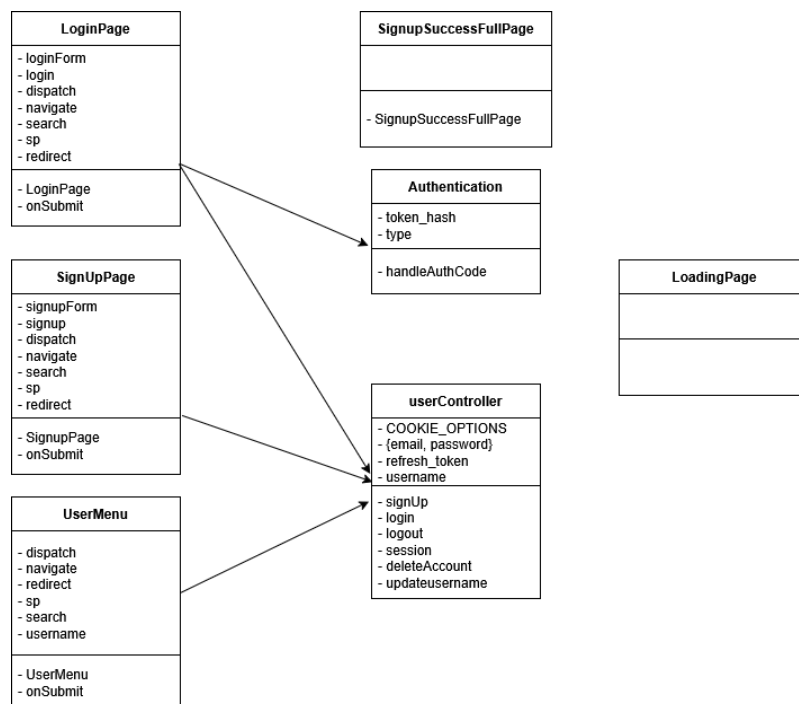 LoginPage
- loginForm
- login
- dispatch
- navigate
- search
- sp
- redirect
- LoginPage
- onSubmit
SignupSuccessFullPage
- SignupSuccessFullPage
Authentication
- token_hash
- type
- handleAuthCode
SignUpPage
- signupForm
- signup
- dispatch
- navigate
- search
- sp
- redirect
- SignupPage
- onSubmit
LoadingPage
userController
- COOKIE_OPTIONS
- {email, password}
- refresh_token
- username
- signUp
- login
- logout
- session
- deleteAccount
- updateusername
UserMenu
- dispatch
- navigate
- redirect
- sp
- search
- username
- UserMenu
- onSubmit